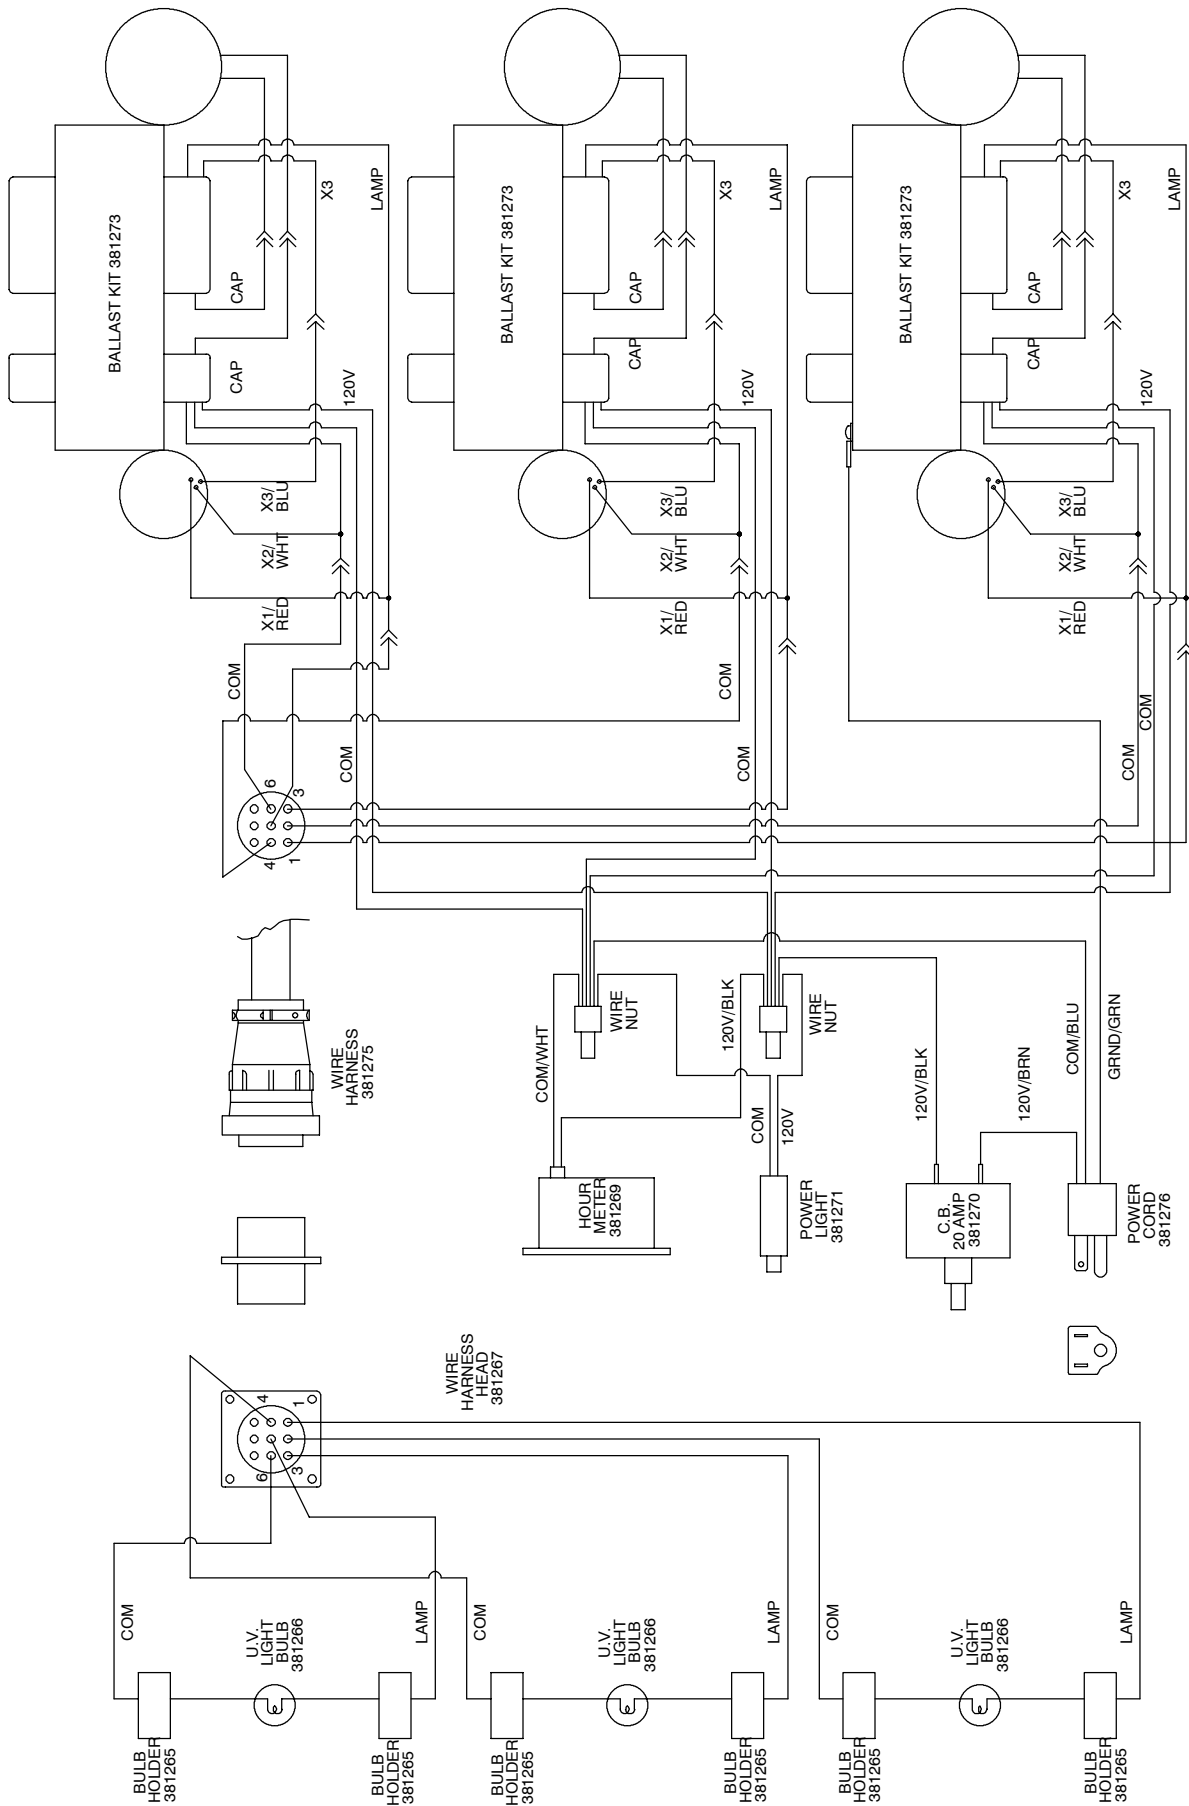 BALLAST KIT 381273
CAP
CAP
X3
LAMP
120V
X3/
BLU
X2/
WHT
X1/
RED
COM
COM
BALLAST KIT 381273
CAP
CAP
X3
LAMP
120V
X3/
BLU
X2/
WHT
X1/
RED
COM
COM
BALLAST KIT 381273
CAP
CAP
X3
LAMP
120V
X3/
BLU
X2/
WHT
X1/
RED
COM
COM
6
3
4
1
WIRE
HARNESS
381275
WIRE
NUT
WIRE
NUT
COM/WHT
120V/BLK
COM
120V
120V/BLK
120V/BRN
COM/BLU
GRND/GRN
HOUR
METER
381269
POWER
LIGHT
381271
C.B.
20 AMP
381270
POWER
CORD
381276
WIRE
HARNESS
HEAD
381267
4
1
6
3
COM
LAMP
COM
LAMP
COM
LAMP
U.V.
LIGHT
BULB
381266
U.V.
LIGHT
BULB
381266
U.V.
LIGHT
BULB
381266
BULB
HOLDER
381265
BULB
HOLDER
381265
BULB
HOLDER
381265
BULB
HOLDER
381265
BULB
HOLDER
381265
BULB
HOLDER
381265